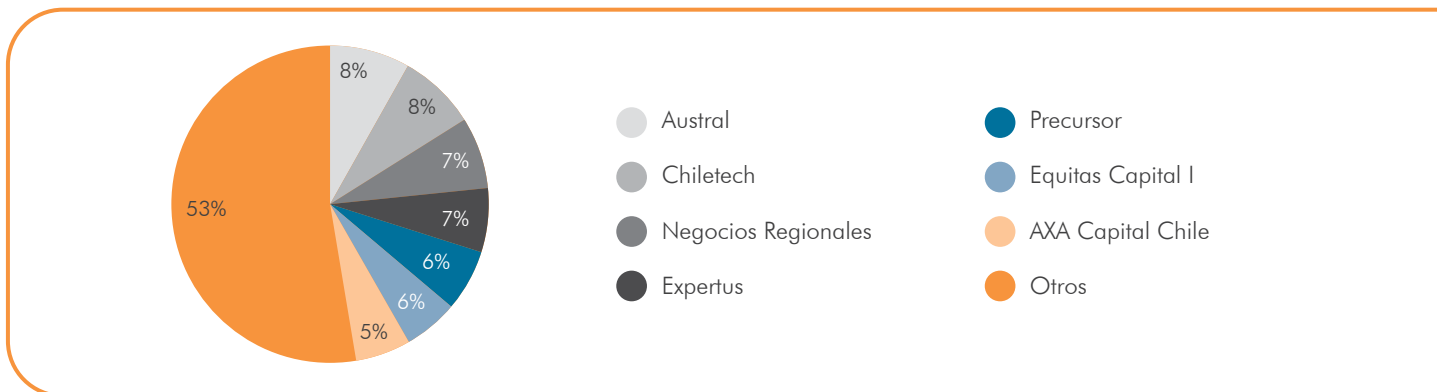 8%
8%
7%
7%
6%
6%
5%
53%
Austral
Chiletech
Negocios Regionales
Expertus
Precursor
Equitas Capital I
AXA Capital Chile
Otros